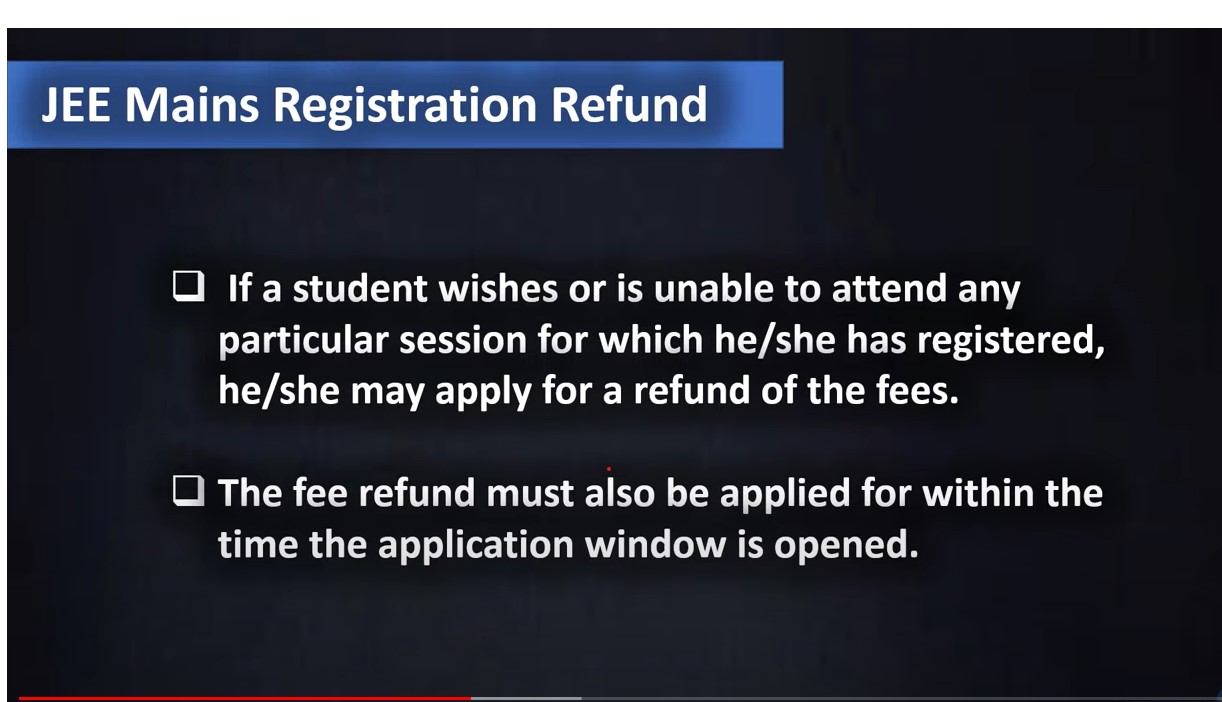 JEE Mains Registration Refund
If a student wishes or is unable to attend any
particular session for which he/she has registered,
he/she may apply for a refund of the fees.
The fee refund must also be applied for within the
time the application window is opened.